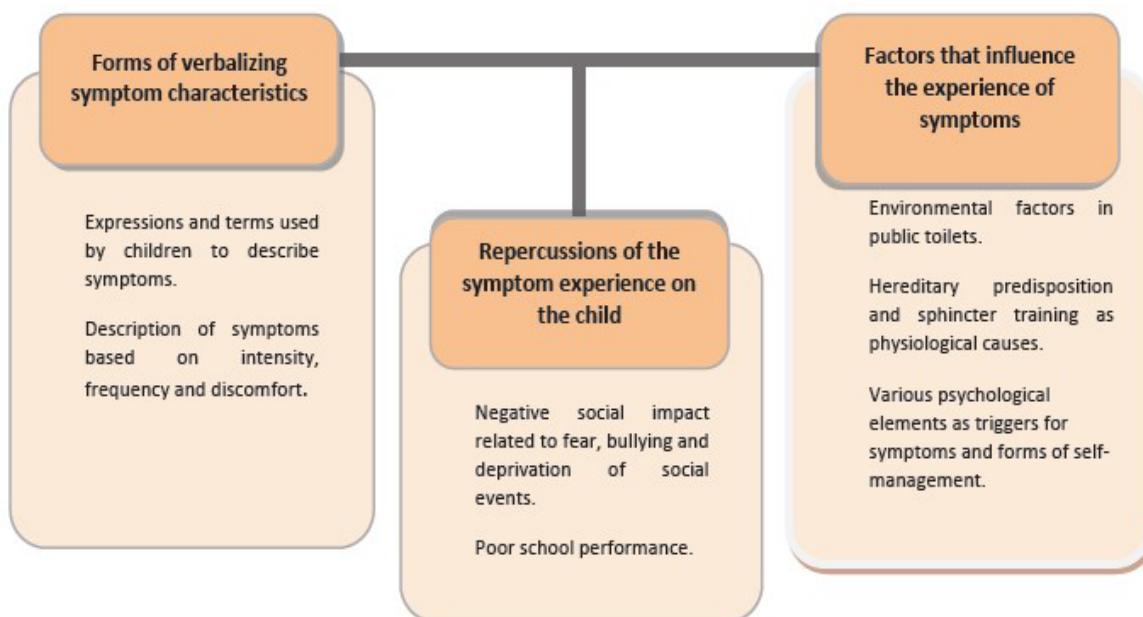 Forms of verbalizing
symptom characteristics
Expressions and terms used
by children to describe
symptoms.
Description of symptoms
based on intensity,
frequency and discomfort.
Repercussions of the
symptom experience on
the child
Negative social impact
related to fear, bullying and
deprivation of social
events.
Poor school performance.
Factors that influence
the experience of
symptoms
Environmental factors in
public toilets.
Hereditary predisposition
and sphincter training as
physiological causes.
Various psychological
elements as triggers for
symptoms and forms of self-
management.